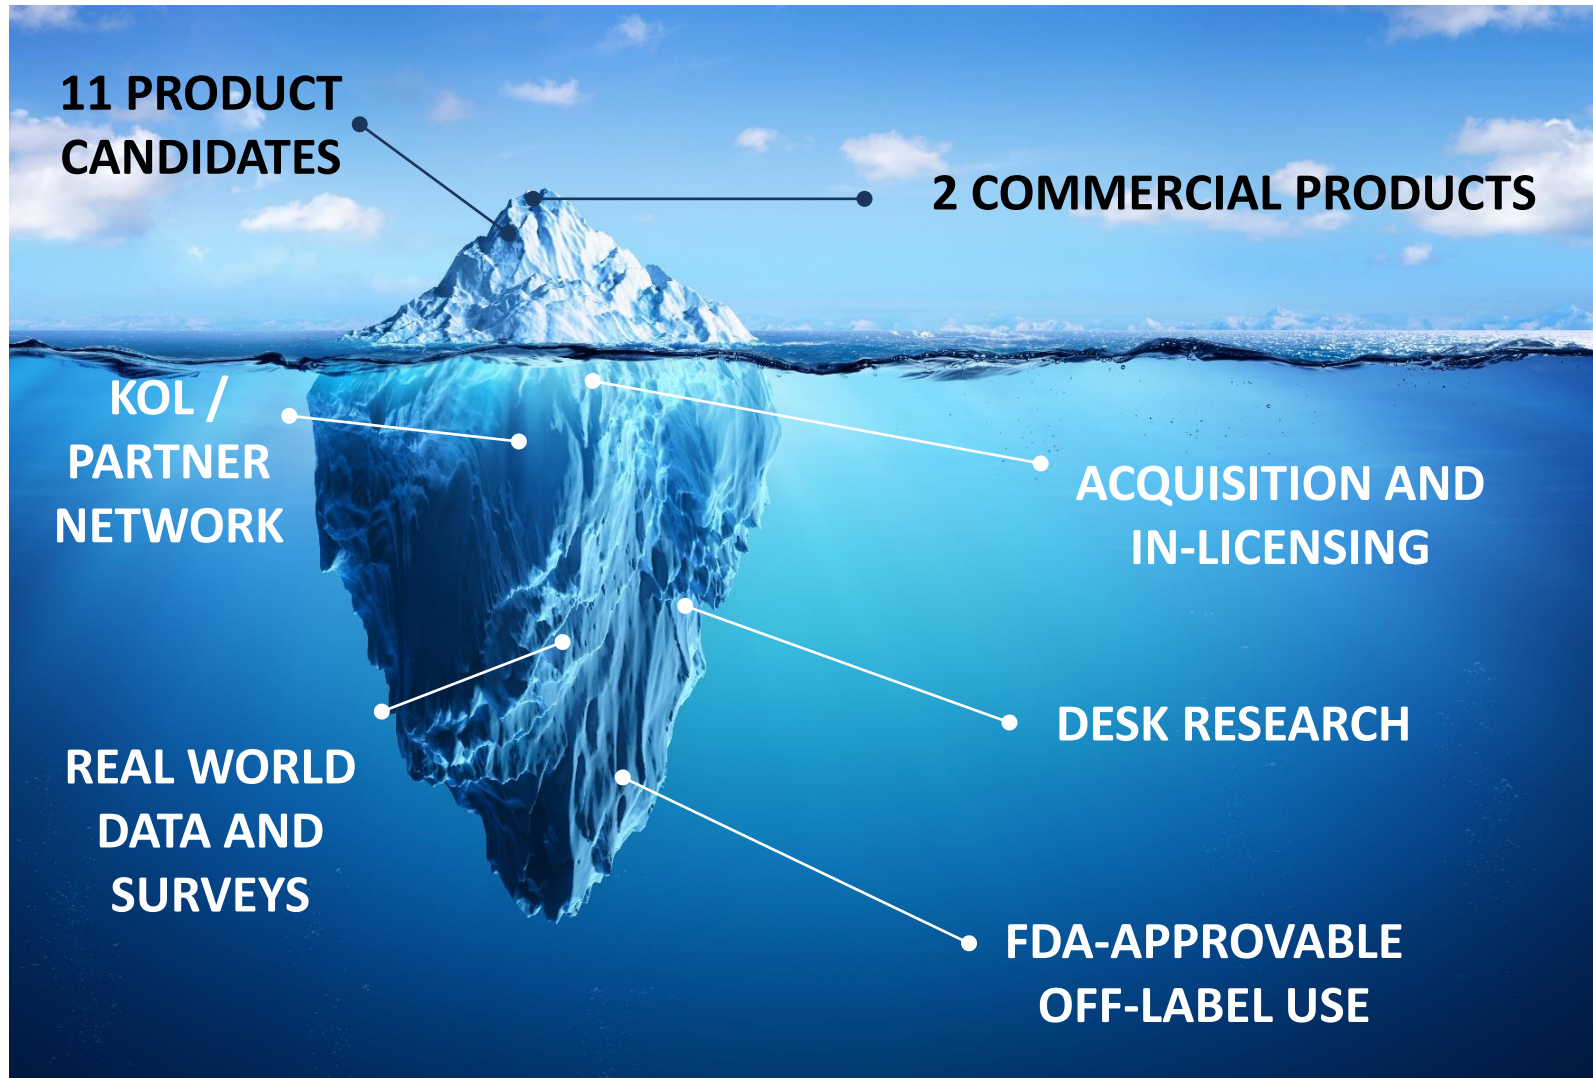 11 PRODUCT
CANDIDATES
2 COMMERCIAL PRODUCTS
KOL /
PARTNER
NETWORK
ACQUISITION AND
IN-LICENSING
REAL WORLD
DATA AND
SURVEYS
DESK RESEARCH
FDA-APPROVABLE
OFF-LABEL USE